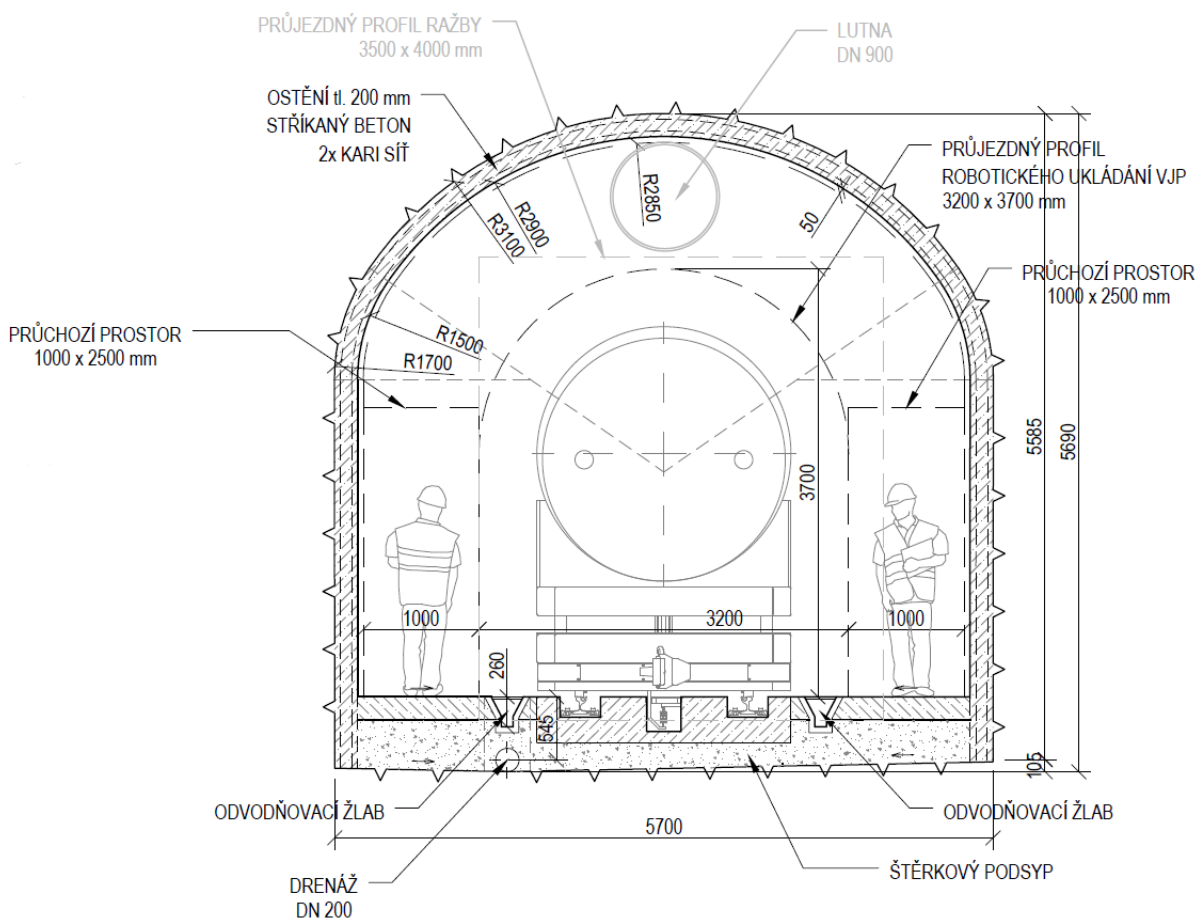 PRŮJEZDNÝ PROFIL RAŽBY
3500 x 4000 mm
LUTNA
DN 900
OSTĚNÍ tl. 200 mm
STŘÍKANÝ BETON
2x KARI SÍŤ
PRŮJEZDNÝ PROFIL
ROBOTICKÉHO UKLÁDÁNÍ VJP
3200 x 3700 mm
R2850
R2900
R3100
50
PRŮCHOZÍ PROSTOR
1000 x 2500 mm
PRŮCHOZÍ PROSTOR
1000 x 2500 mm
R1500
R1700
5585
5690
3700
1000
3200
1000
260
545
105
ODVODŇOVACÍ ŽLAB
ODVODŇOVACÍ ŽLAB
5700
ŠTĚRKOVÝ PODSYP
DRENÁŽ
DN 200